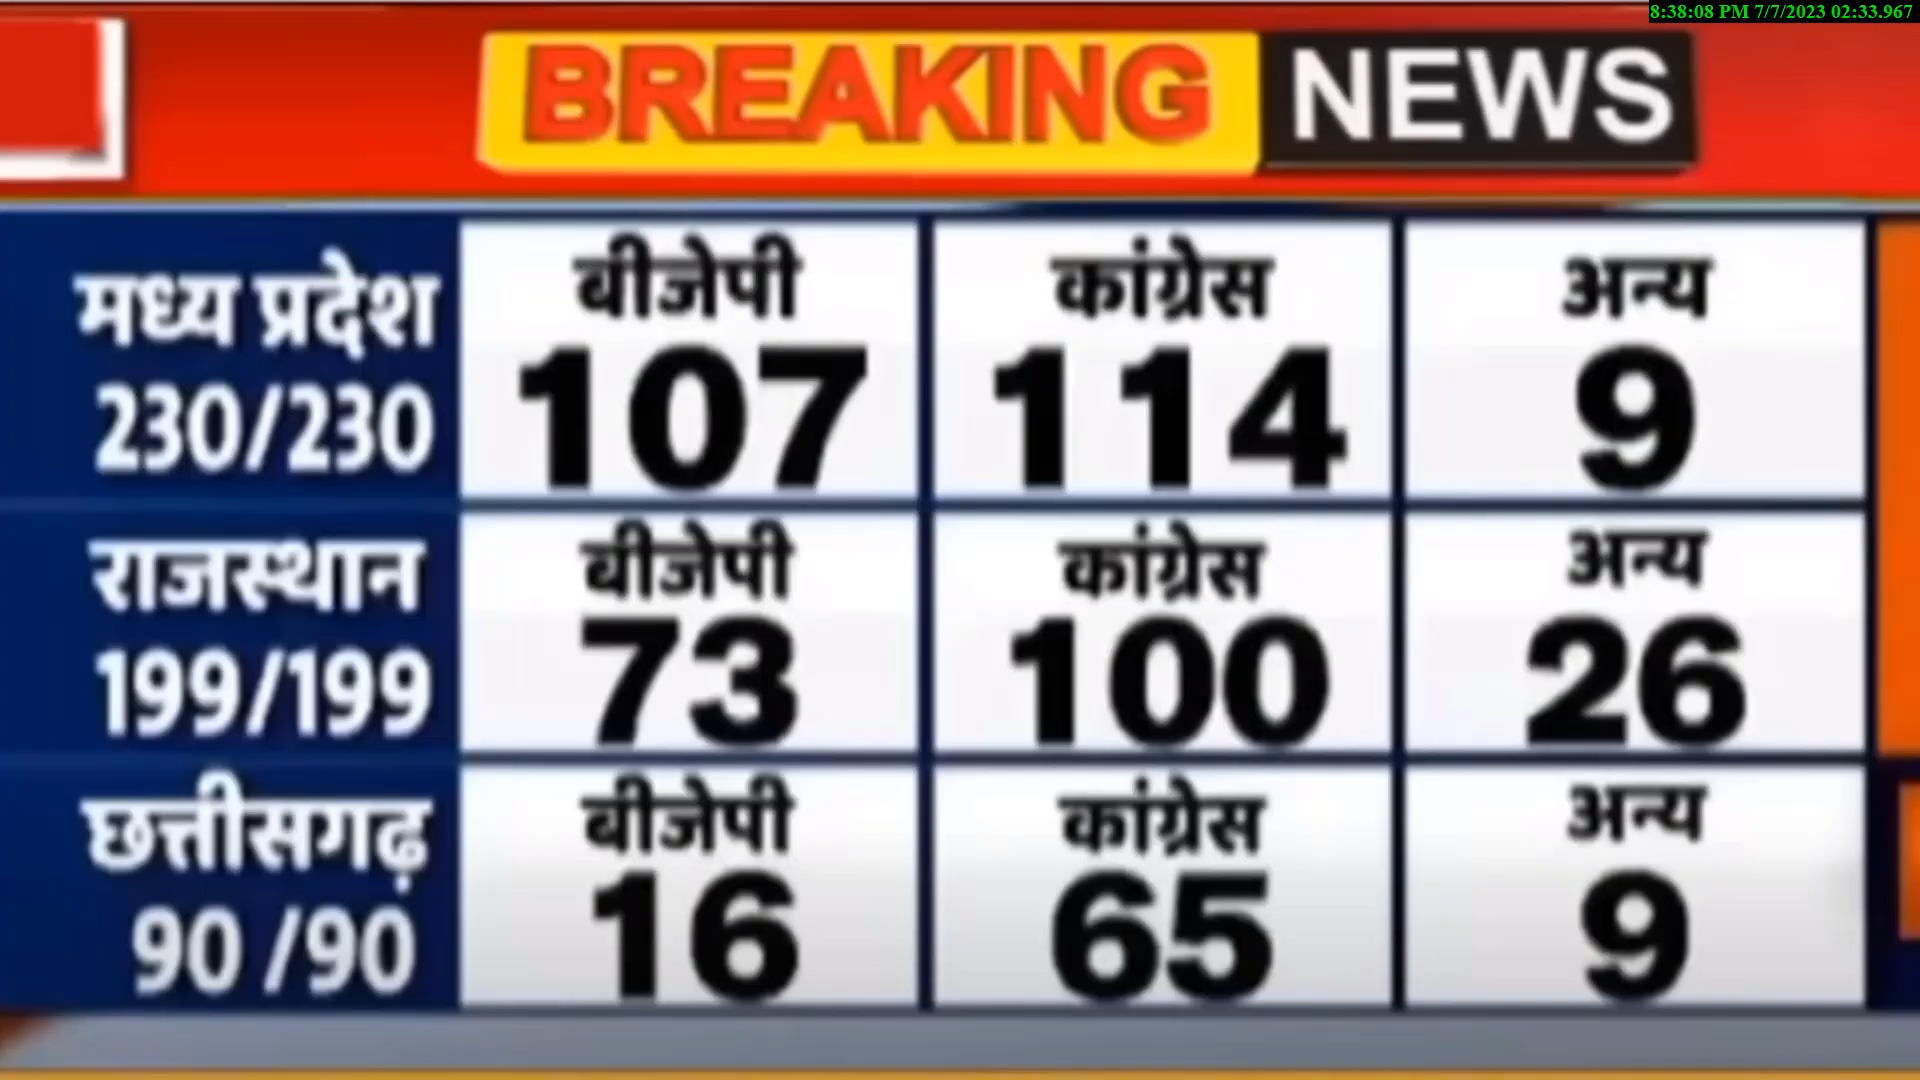 8:38:08 PM 7/7/2023 02:33.967
BREAKING NEWS
मध्य प्रदेश
230/230
बीजेपी
107
कांग्रेस
114
अन्य
9
राजस्थान
199/199
बीजेपी
73
कांग्रेस
100
अन्य
26
छत्तीसगढ़
90 /90
बीजेपी
16
कांग्रेस
65
अन्य
9